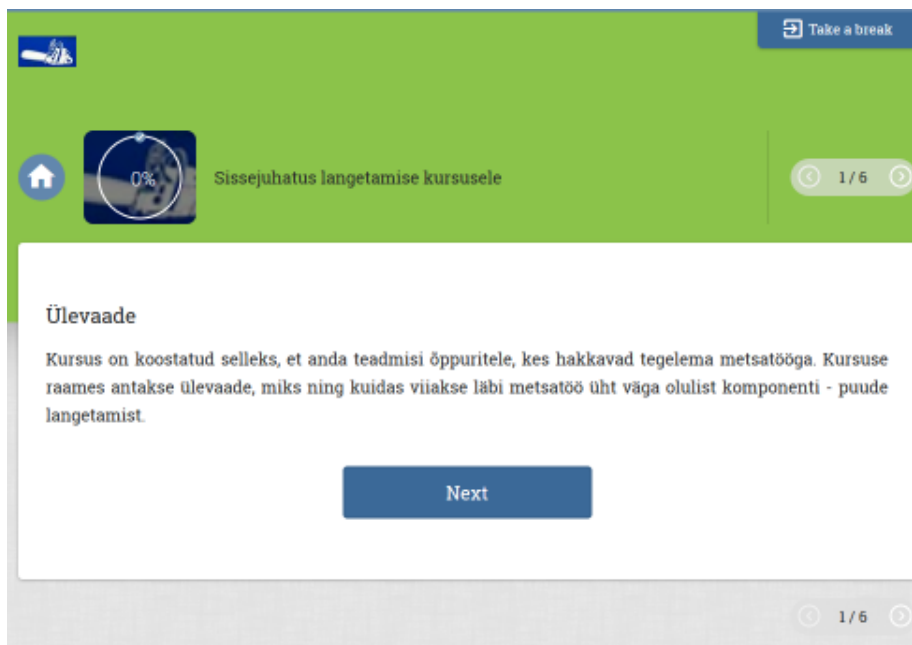 Take a break
0%
Sissejuhatus langetamise kursusele
1 / 6
Ülevaade
Kursus on koostatud selleks, et anda teadmisi õppuritele, kes hakkavad tegelema metsatööga. Kursuse
raames antakse ülevaade, miks ning kuidas viiakse läbi metsatöö üht väga olulist komponenti - puude
langetamist.
Next
1 / 6